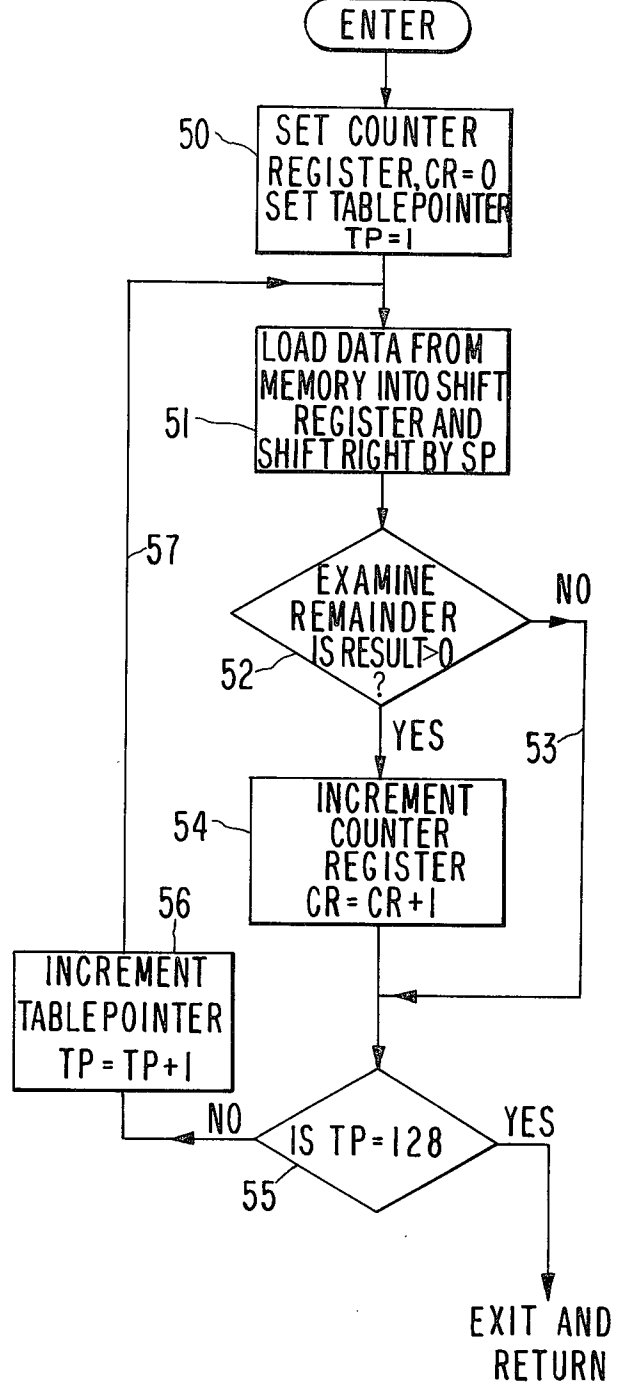 ENTER
50
SET COUNTER
REGISTER, CR=0
SET TABLEPOINTER
TP=1
LOAD DATA FROM
MEMORY INTO SHIFT
REGISTER AND
SHIFT RIGHT BY SP
51
57
EXAMINE
REMAINDER
IS RESULT>0
?
52
NO
53
YES
INCREMENT
COUNTER
REGISTER
CR=CR+1
54
56
INCREMENT
TABLEPOINTER
TP=TP+1
NO
IS TP=128
55
YES
EXIT AND
RETURN